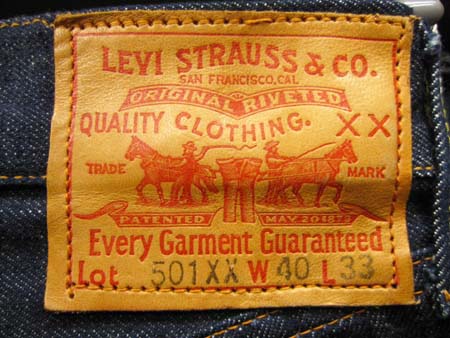 LEVI STRAUSS & CO.
SAN FRANCISCO, CAL
ORIGINAL RIVETED
QUALITY CLOTHING. XX
TRADE MARK
PATENTED MAY 20 1873
Every Garment Guaranteed
Lot 501XX W 40 L 33